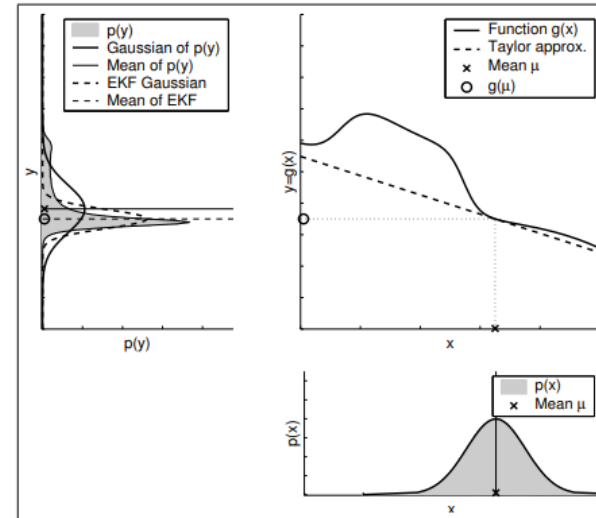 p(y)
Gaussian of p(y)
Mean of p(y)
EKF Gaussian
Mean of EKF
y
p(y)
Function g(x)
Taylor approx.
Mean μ
g(μ)
y=g(x)
x
p(x)
Mean μ
p(x)
x